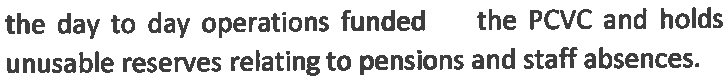 the day to day operations funded the PCVC and holds
unusable reserves relating to pensions and staff absences.